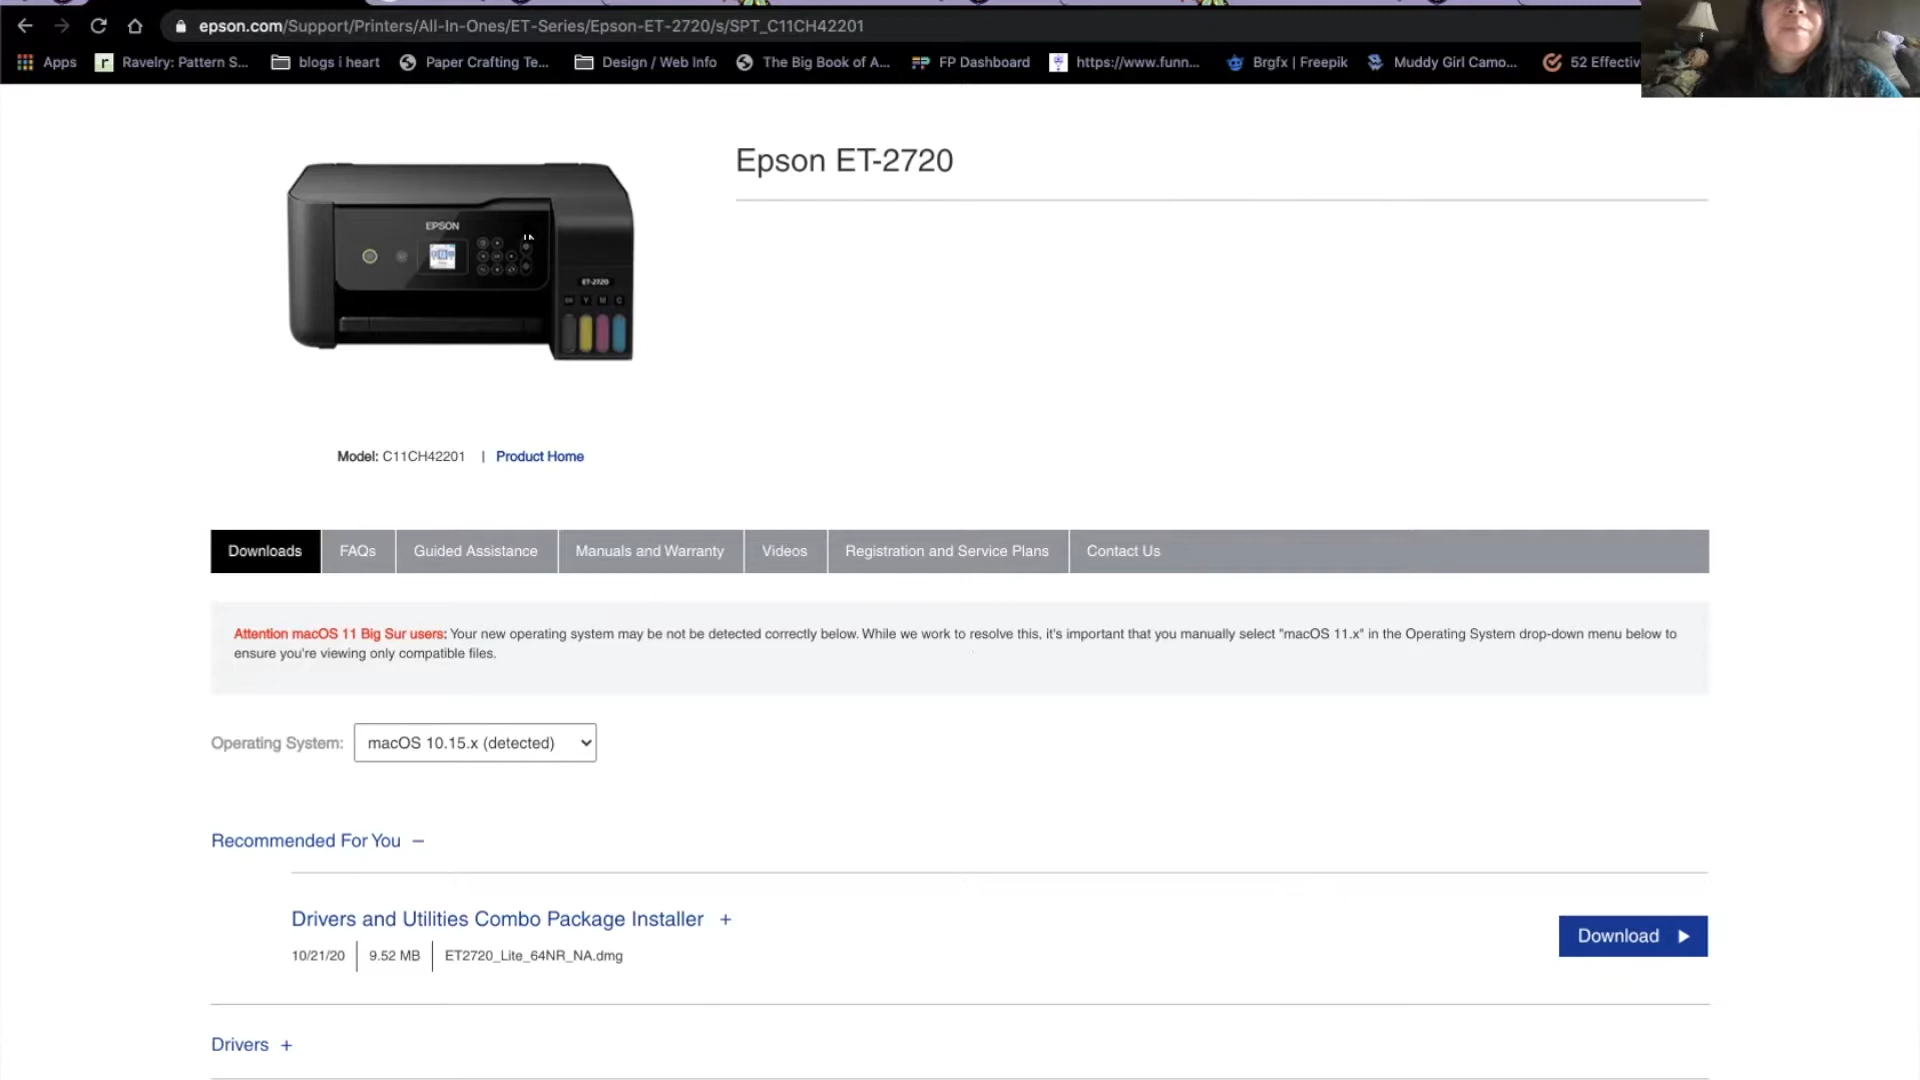 epson.com/Support/Printers/All-In-Ones/ET-Series/Epson-ET-2720/s/SPT_C11CH42201
Apps
r
Ravelry: Pattern S...
blogs i heart
Paper Crafting Te...
Design / Web Info
The Big Book of A...
FP Dashboard
https://www.funn...
Brgfx | Freepik
Muddy Girl Camo...
52 Effectiv
Epson ET-2720
EPSON
ET-2720
BK Y M C
Model: C11CH42201 | Product Home
Downloads
FAQs
Guided Assistance
Manuals and Warranty
Videos
Registration and Service Plans
Contact Us
Attention macOS 11 Big Sur users: Your new operating system may be not be detected correctly below. While we work to resolve this, it's important that you manually select "macOS 11.x" in the Operating System drop-down menu below to
ensure you're viewing only compatible files.
Operating System: macOS 10.15.x (detected)
Recommended For You −
Drivers and Utilities Combo Package Installer +
10/21/20 | 9.52 MB | ET2720_Lite_64NR_NA.dmg
Download
Drivers +